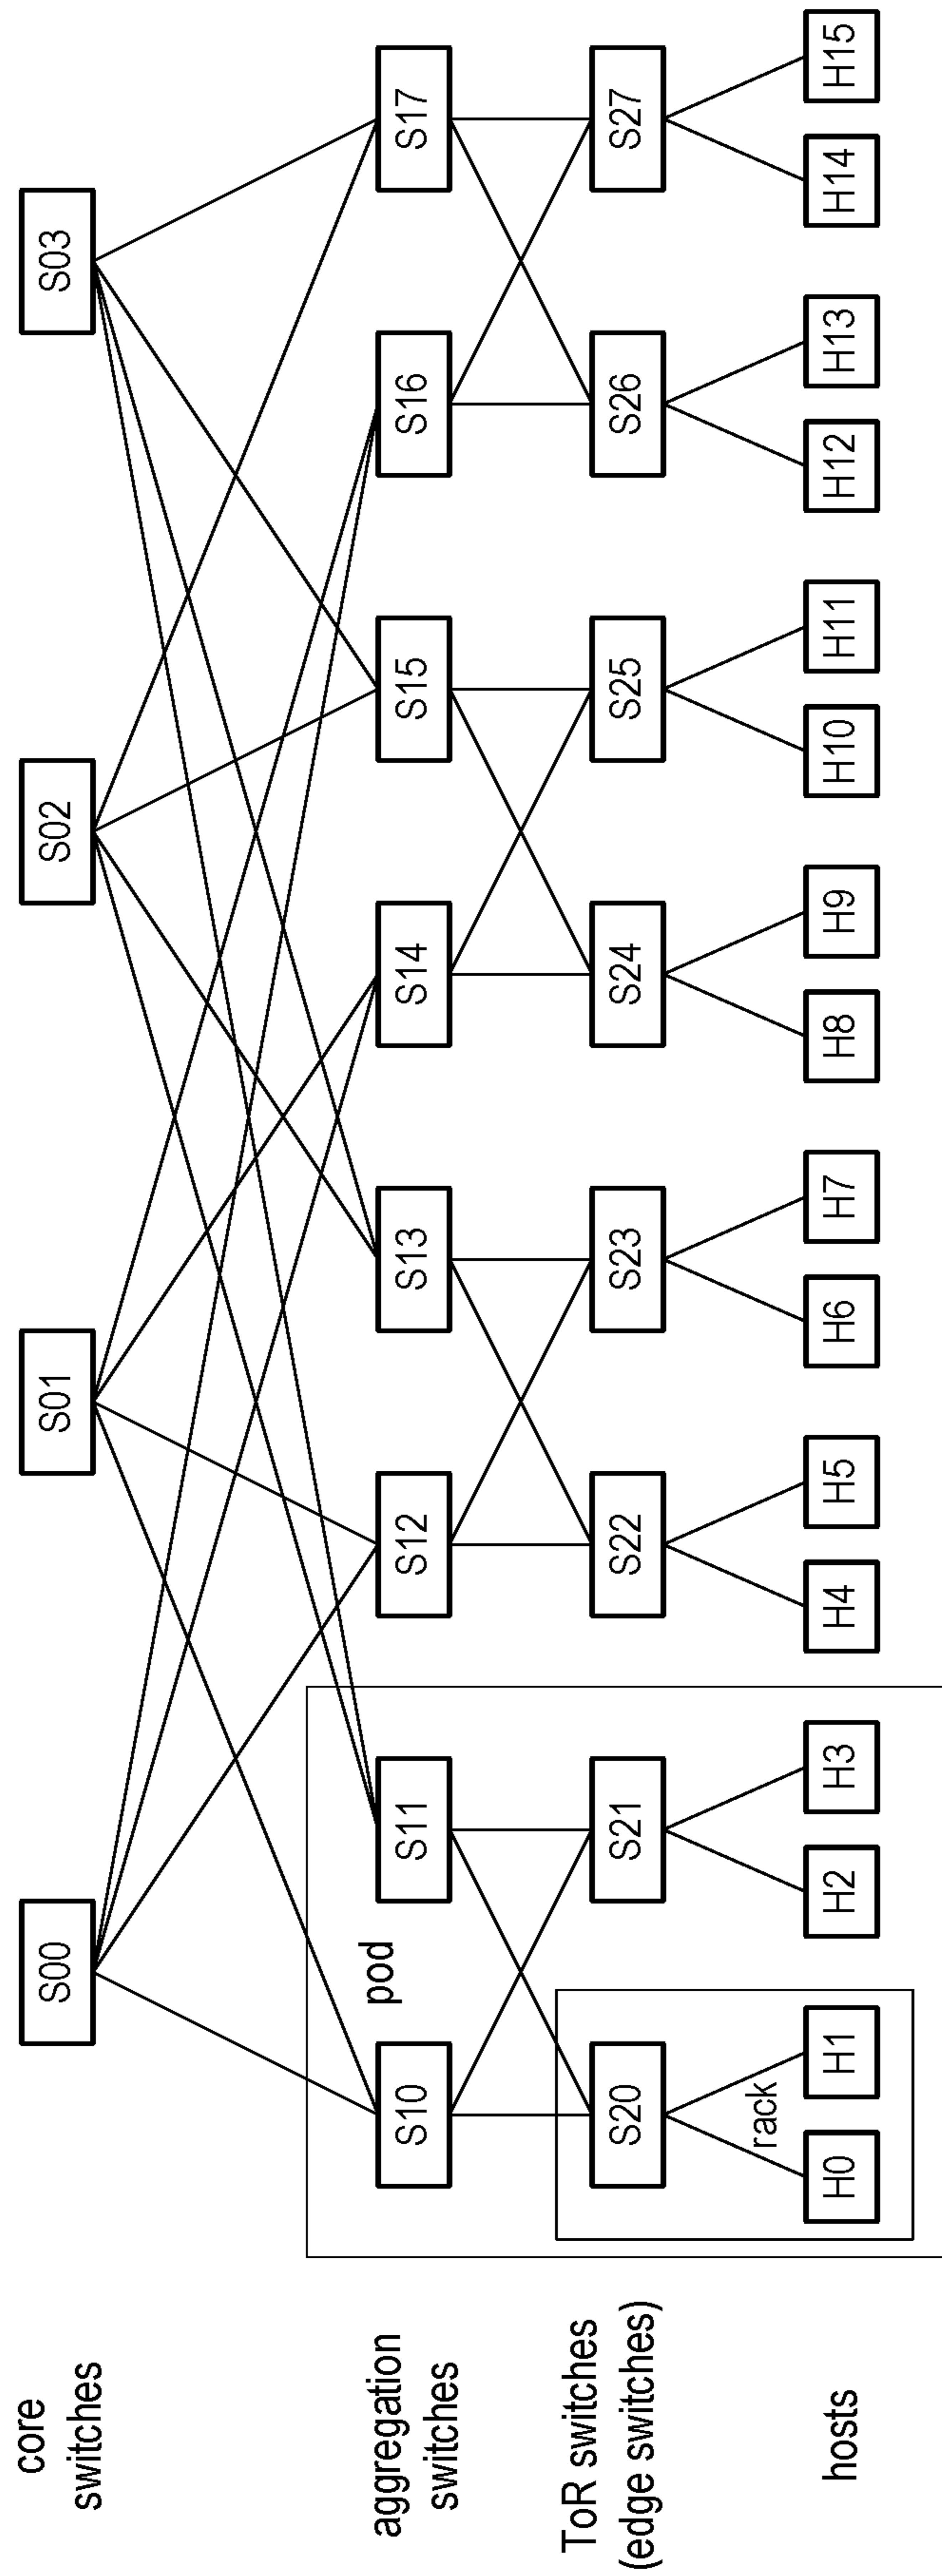 core
switches
S00
S01
S02
S03
aggregation
switches
pod
S10
S11
S12
S13
S14
S15
S16
S17
ToR switches
(edge switches)
S20
S21
S22
S23
S24
S25
S26
S27
rack
hosts
H0
H1
H2
H3
H4
H5
H6
H7
H8
H9
H10
H11
H12
H13
H14
H15